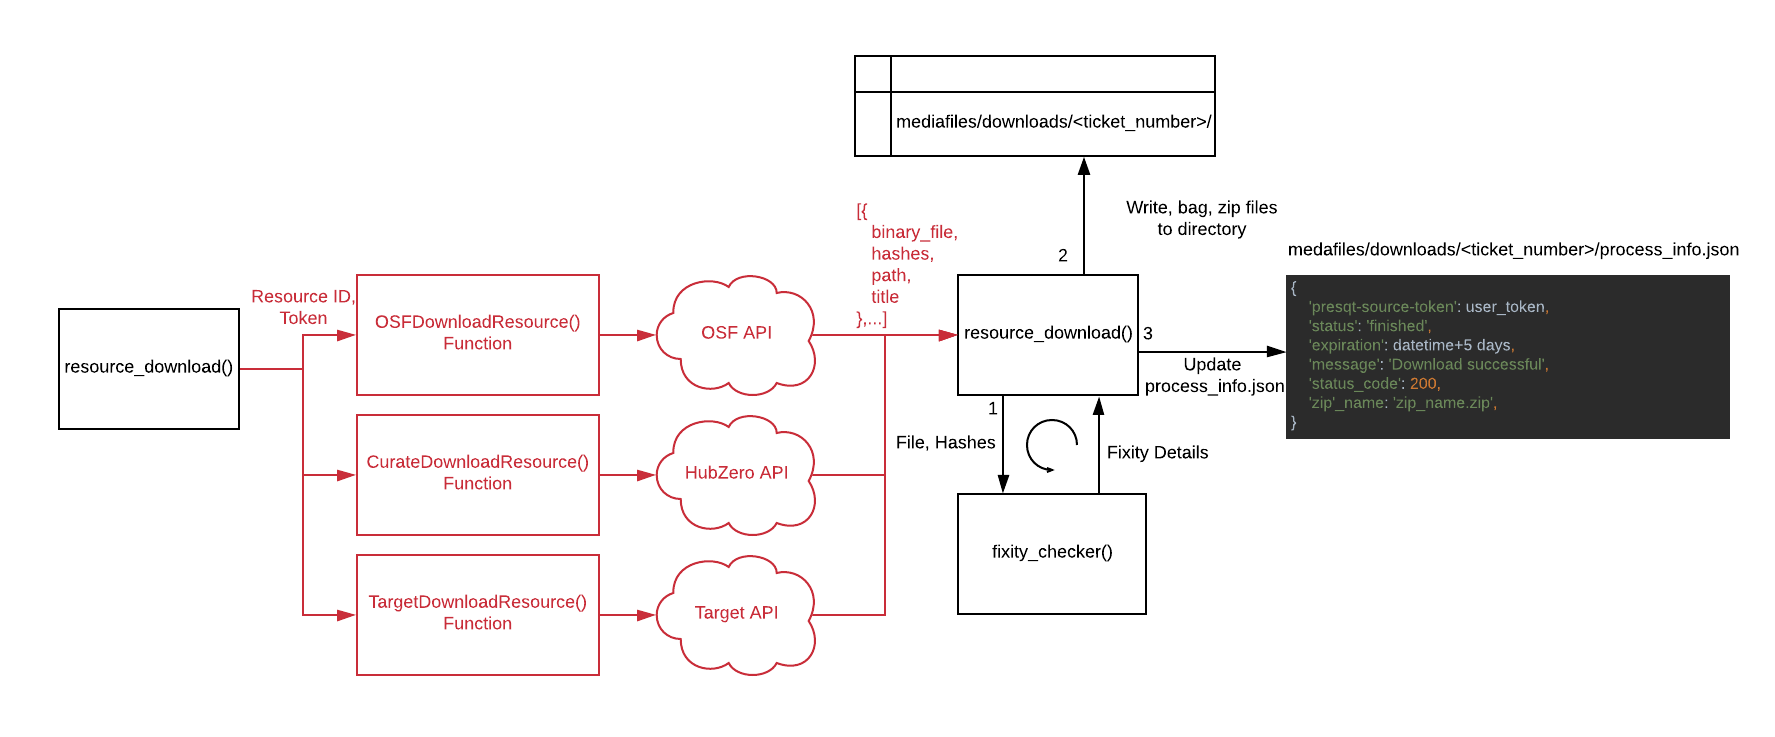 mediafiles/downloads/<ticket_number>/
Write, bag, zip files
to directory
2
medafiles/downloads/<ticket_number>/process_info.json
[{
binary_file,
hashes,
path,
title
},...]
resource_download()
Resource ID,
Token
OSFDownloadResource()
Function
OSF API
resource_download()
3
Update
process_info.json
{
'presqt-source-token': user_token,
'status': 'finished',
'expiration': datetime+5 days,
'message': 'Download successful',
'status_code': 200,
'zip'_name: 'zip_name.zip',
}
1
File, Hashes
Fixity Details
CurateDownloadResource()
Function
HubZero API
fixity_checker()
TargetDownloadResource()
Function
Target API